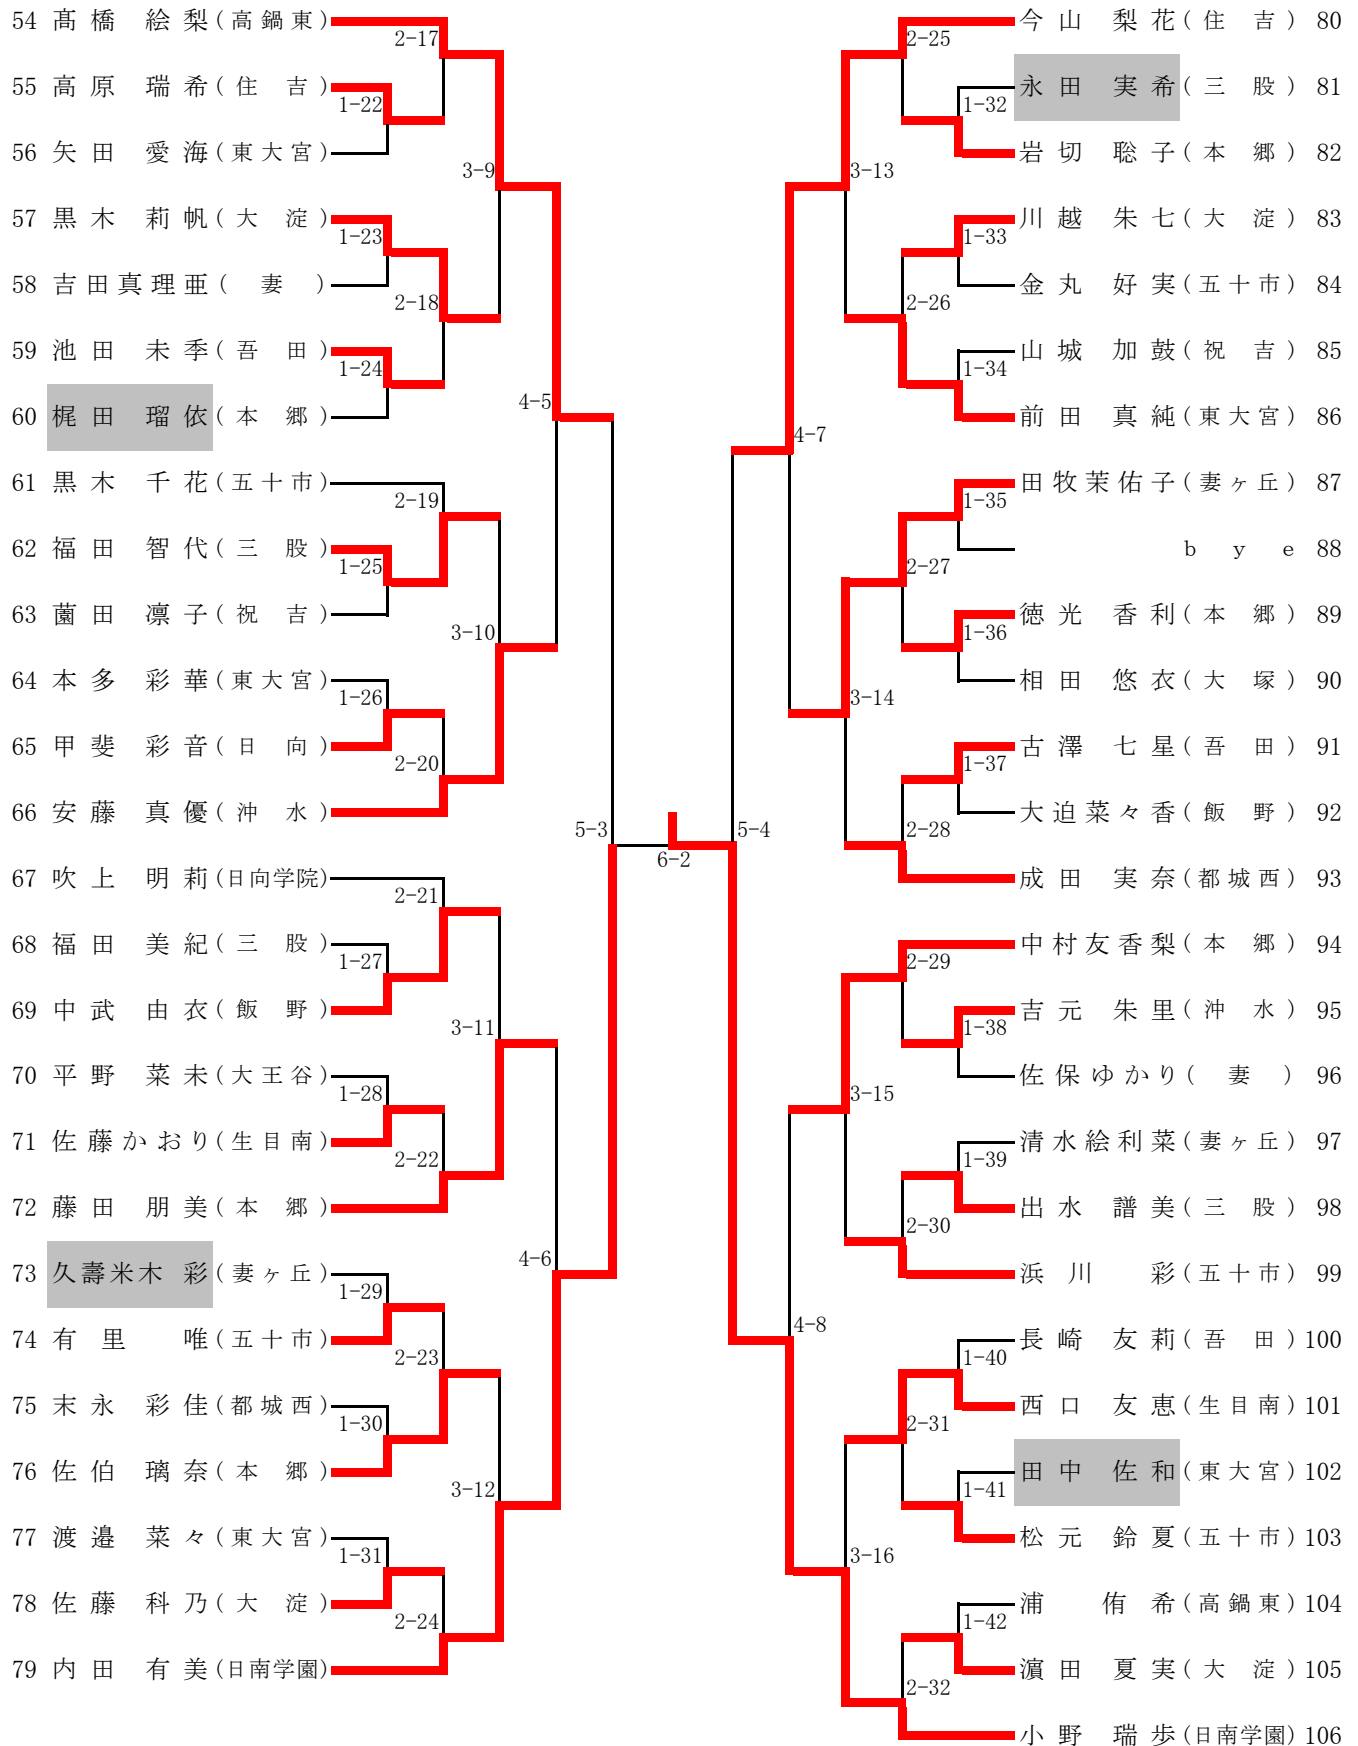 54 髙橋 絵梨(高鍋東)
2-17
55 高原 瑞希(住 吉)
1-22
56 矢田 愛海(東大宮)
3-9
57 黒木 莉帆(大 淀)
1-23
58 吉田真理亜( 妻 )
2-18
59 池田 未季(吾 田)
1-24
60 梶田 瑠依(本 郷)
4-5
61 黒木 千花(五十市)
2-19
62 福田 智代(三 股)
1-25
63 薗田 凛子(祝 吉)
3-10
64 本多 彩華(東大宮)
1-26
65 甲斐 彩音(日 向)
2-20
66 安藤 真優(沖 水)
5-3
67 吹上 明莉(日向学院)
2-21
68 福田 美紀(三 股)
1-27
69 中武 由衣(飯 野)
3-11
70 平野 菜未(大王谷)
1-28
71 佐藤かおり(生目南)
2-22
72 藤田 朋美(本 郷)
4-6
73 久壽米木 彩(妻ヶ丘)
1-29
74 有里 唯(五十市)
2-23
75 末永 彩佳(都城西)
1-30
76 佐伯 璃奈(本 郷)
3-12
77 渡邉 菜々(東大宮)
1-31
78 佐藤 科乃(大 淀)
2-24
79 内田 有美(日南学園)
6-2
今山 梨花(住 吉) 80
2-25
永田 実希(三 股) 81
1-32
岩切 聡子(本 郷) 82
3-13
川越 朱七(大 淀) 83
1-33
金丸 好実(五十市) 84
2-26
山城 加鼓(祝 吉) 85
1-34
前田 真純(東大宮) 86
4-7
田牧茉佑子(妻ヶ丘) 87
1-35
bye 88
2-27
徳光 香利(本 郷) 89
1-36
相田 悠衣(大 塚) 90
3-14
古澤 七星(吾 田) 91
1-37
大迫菜々香(飯 野) 92
2-28
5-4
成田 実奈(都城西) 93
中村友香梨(本 郷) 94
2-29
吉元 朱里(沖 水) 95
1-38
佐保ゆかり( 妻 ) 96
3-15
清水絵利菜(妻ヶ丘) 97
1-39
出水 譜美(三 股) 98
2-30
浜川 彩(五十市) 99
4-8
長崎 友莉(吾 田) 100
1-40
西口 友恵(生目南) 101
2-31
田中 佐和(東大宮) 102
1-41
松元 鈴夏(五十市) 103
3-16
浦 侑希(高鍋東) 104
1-42
濵田 夏実(大 淀) 105
2-32
小野 瑞歩(日南学園) 106